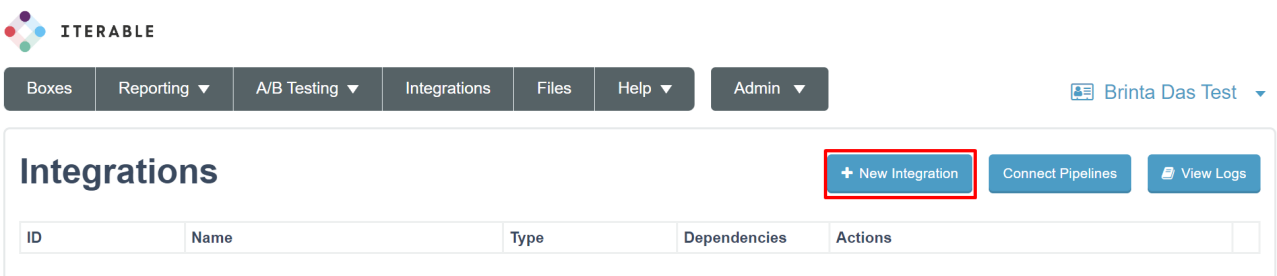 ITERABLE
Boxes Reporting A/B Testing Integrations Files Help Admin Brinta Das Test
Integrations + New Integration Connect Pipelines View Logs
ID Name Type Dependencies Actions